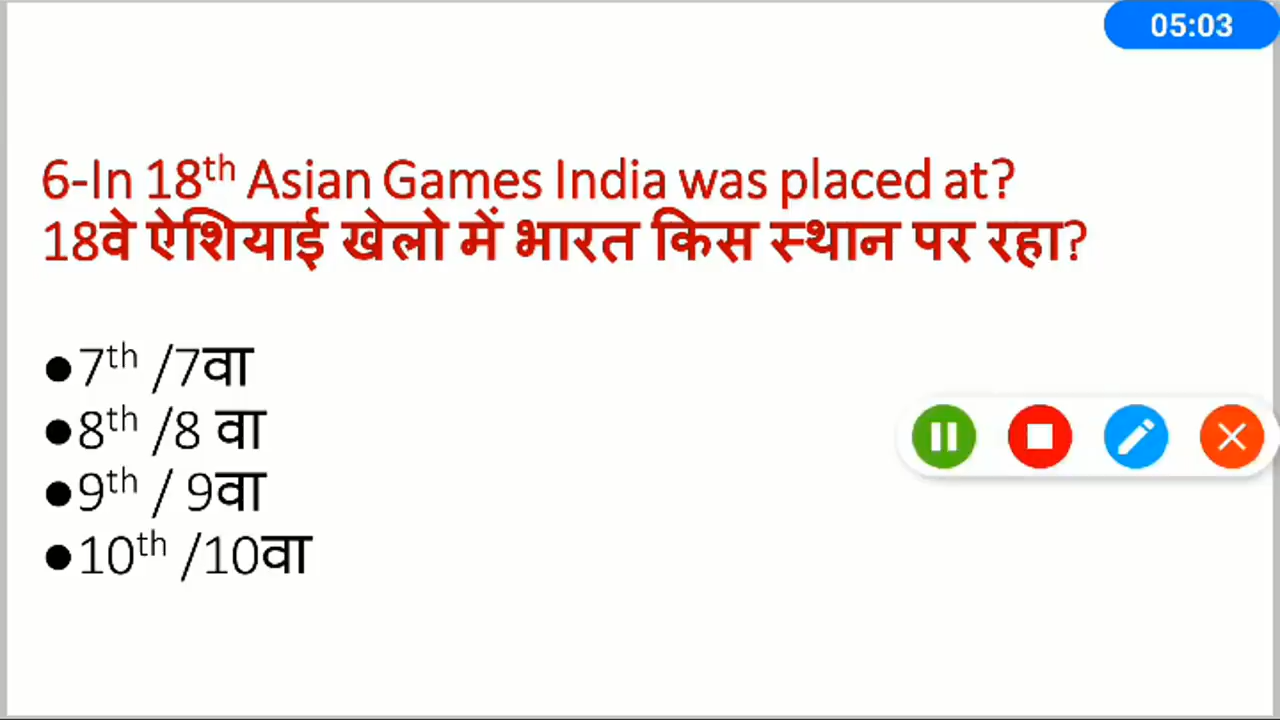 05:03
6-In 18th Asian Games India was placed at?
18वे ऐशियाई खेलो में भारत किस स्थान पर रहा?
●7th /7वा
●8th /8 वा
●9th / 9वा
●10th /10वा